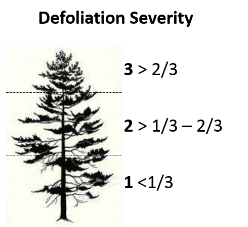 Defoliation Severity
3 > 2/3
2 > 1/3 – 2/3
1 <1/3